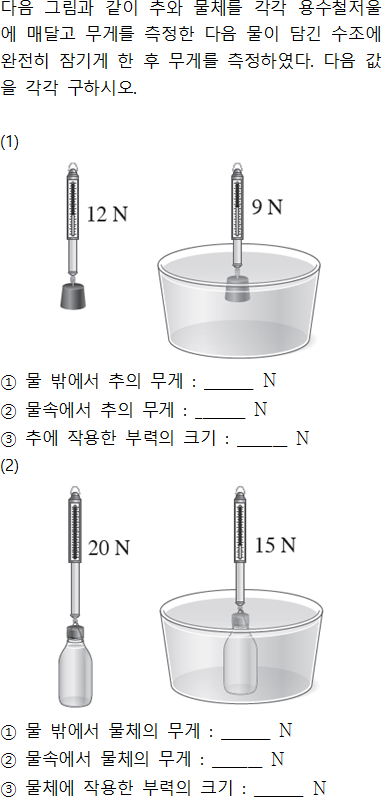 다음 그림과 같이 추와 물체를 각각 용수철저울
에 매달고 무게를 측정한 다음 물이 담긴 수조에
완전히 잠기게 한 후 무게를 측정하였다. 다음 값
을 각각 구하시오.
(1)
12 N
9 N
① 물 밖에서 추의 무게 : ______ N
② 물속에서 추의 무게 : ______ N
③ 추에 작용한 부력의 크기 : ______ N
(2)
20 N
15 N
① 물 밖에서 물체의 무게 : ______ N
② 물속에서 물체의 무게 : ______ N
③ 물체에 작용한 부력의 크기 : ______ N